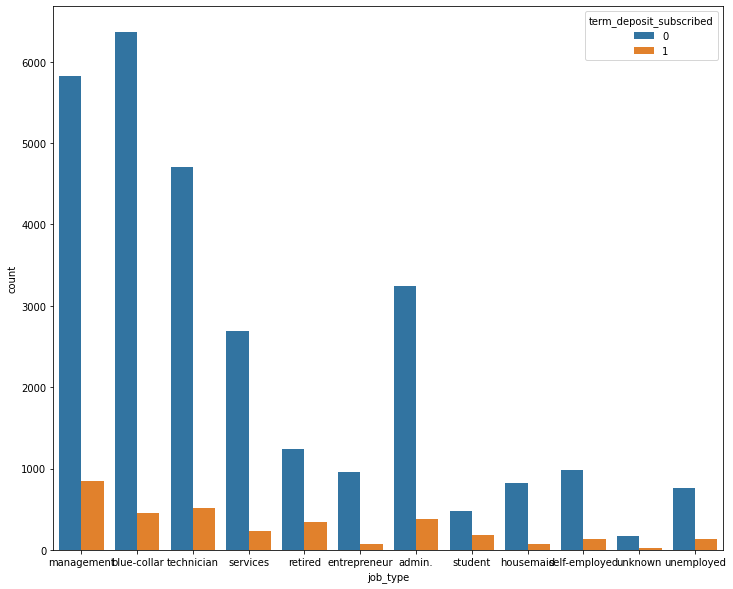 term_deposit_subscribed
0
1
6000
5000
4000
3000
2000
1000
0
count
management blue-collar technician services retired entrepreneur admin. student housemaid self-employed unknown unemployed
job_type